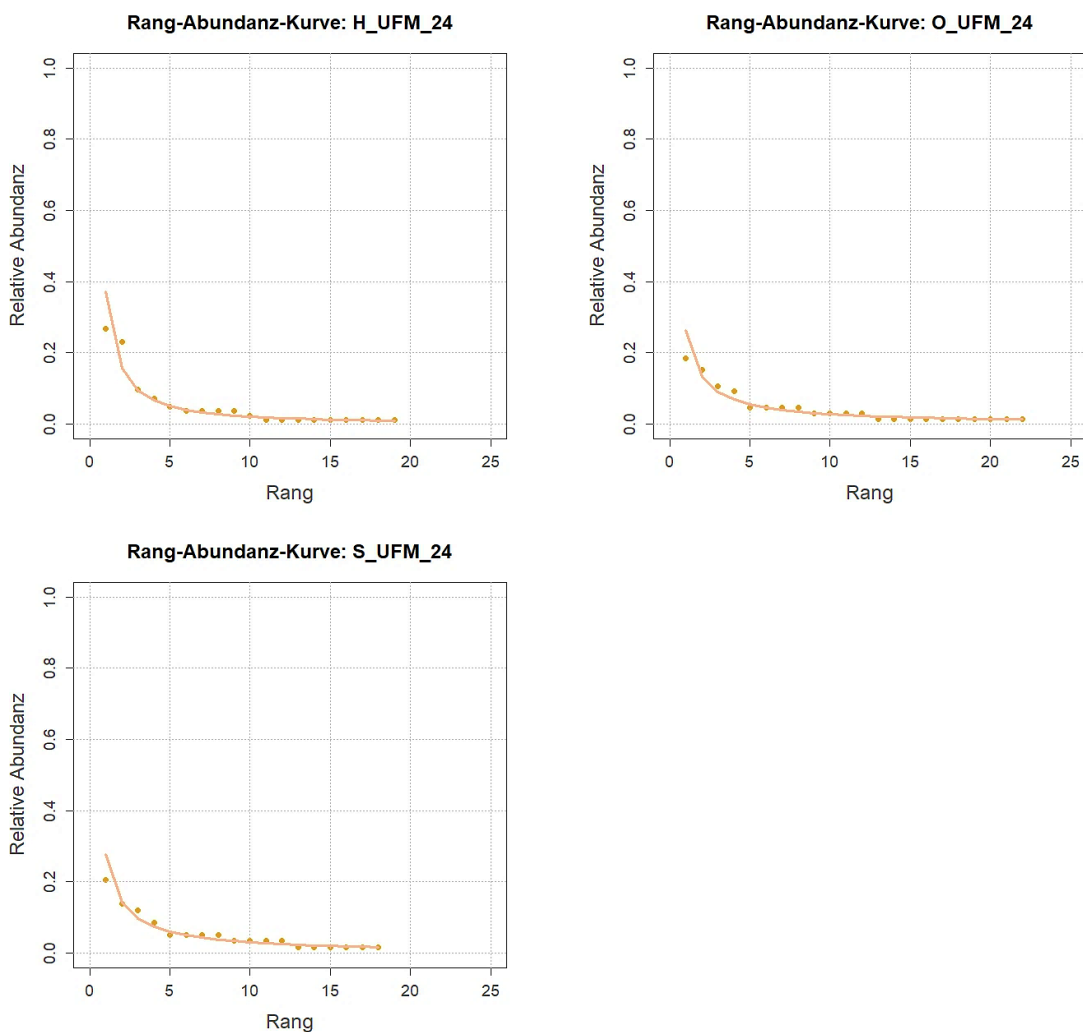 Rang-Abundanz-Kurve: H_UFM_24
Relative Abundanz
1.0
0.8
0.6
0.4
0.2
0.0
0 5 10 15 20 25
Rang
Rang-Abundanz-Kurve: O_UFM_24
Relative Abundanz
1.0
0.8
0.6
0.4
0.2
0.0
0 5 10 15 20 25
Rang
Rang-Abundanz-Kurve: S_UFM_24
Relative Abundanz
1.0
0.8
0.6
0.4
0.2
0.0
0 5 10 15 20 25
Rang